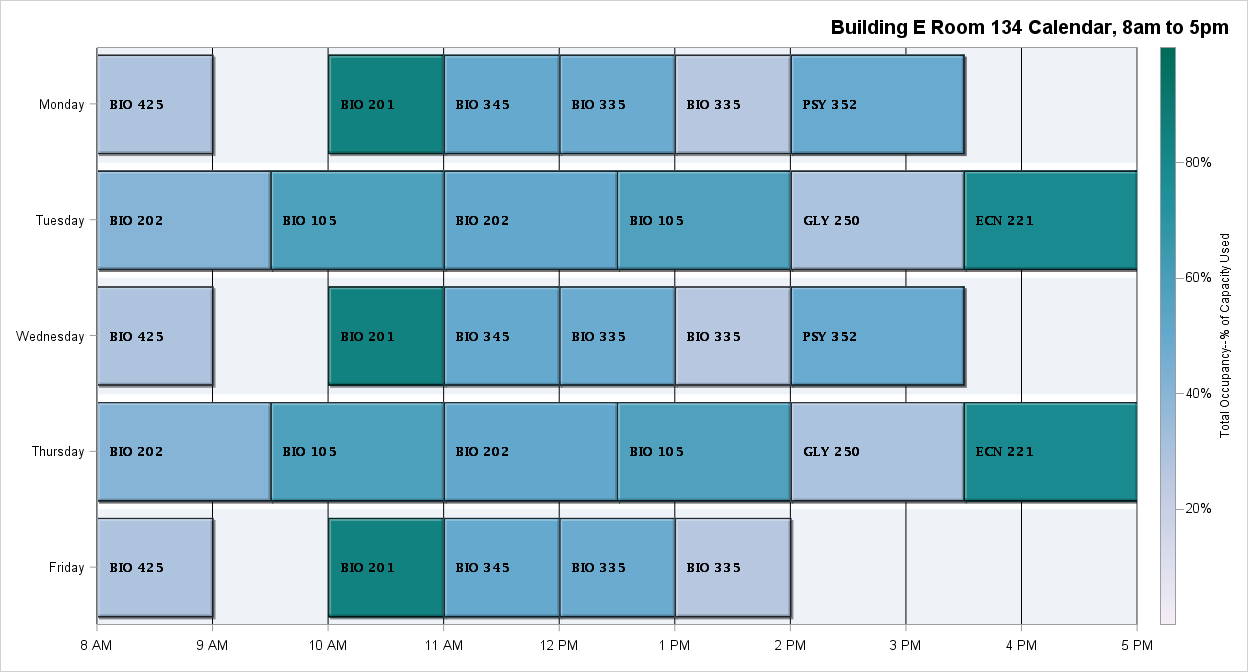 Building E Room 134 Calendar, 8am to 5pm
Monday
BIO 425
BIO 201
BIO 345
BIO 335
BIO 335
PSY 352
Tuesday
BIO 202
BIO 105
BIO 202
BIO 105
GLY 250
ECN 221
Wednesday
BIO 425
BIO 201
BIO 345
BIO 335
BIO 335
PSY 352
Thursday
BIO 202
BIO 105
BIO 202
BIO 105
GLY 250
ECN 221
Friday
BIO 425
BIO 201
BIO 345
BIO 335
BIO 335
8 AM
9 AM
10 AM
11 AM
12 PM
1 PM
2 PM
3 PM
4 PM
5 PM
80%
60%
40%
20%
Total Occupancy--% of Capacity Used